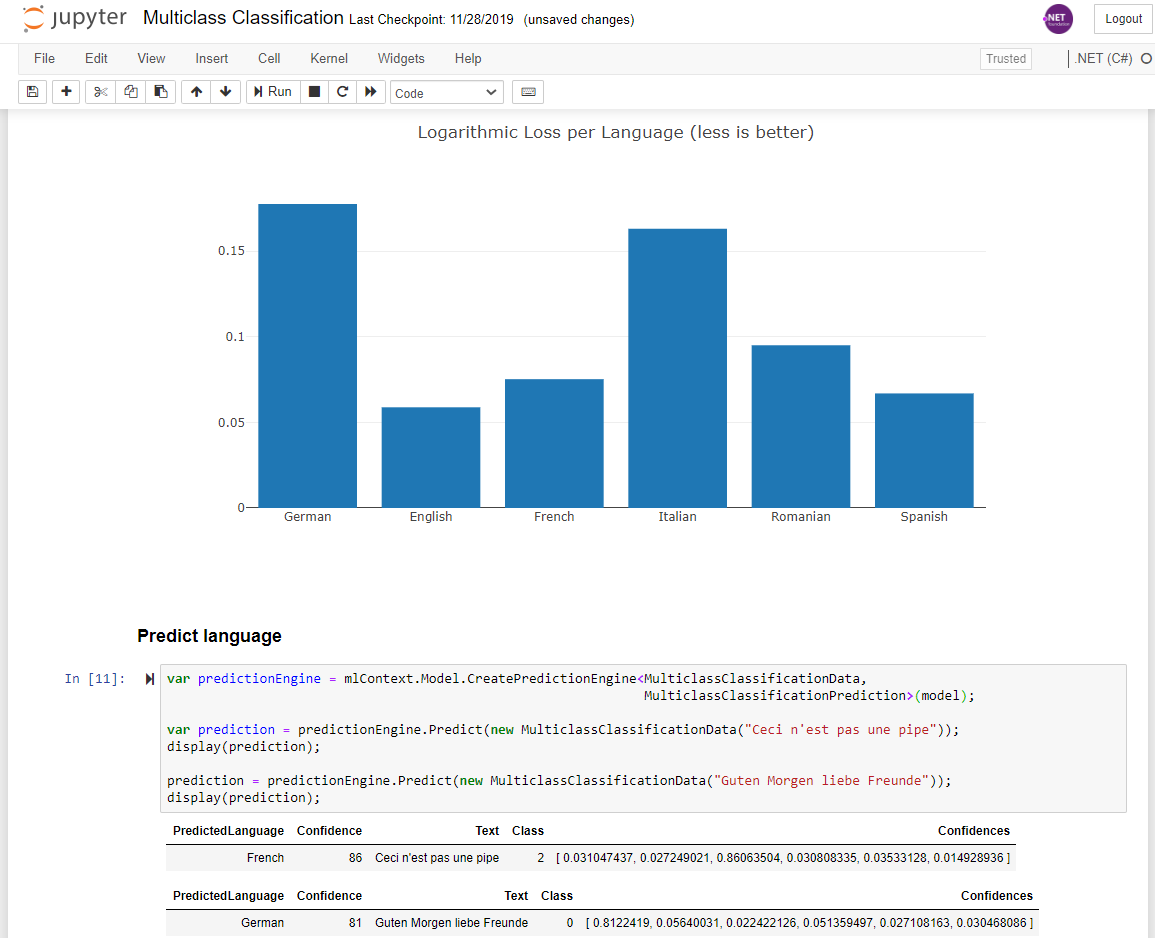 jupyter Multiclass Classification Last Checkpoint: 11/28/2019 (unsaved changes)
.NET
Logout
File Edit View Insert Cell Kernel Widgets Help
Trusted
.NET (C#)
Run
Code
Logarithmic Loss per Language (less is better)
0.15
0.1
0.05
0
German English French Italian Romanian Spanish
Predict language
In [11]:
var predictionEngine = mlContext.Model.CreatePredictionEngine<MulticlassClassificationData,
MulticlassClassificationPrediction>(model);
var prediction = predictionEngine.Predict(new MulticlassClassificationData("Ceci n'est pas une pipe"));
display(prediction);
prediction = predictionEngine.Predict(new MulticlassClassificationData("Guten Morgen liebe Freunde"));
display(prediction);
PredictedLanguage Confidence Text Class Confidences
French 86 Ceci n'est pas une pipe 2 [ 0.031047437, 0.027249021, 0.86063504, 0.030808335, 0.03533128, 0.014928936 ]
PredictedLanguage Confidence Text Class Confidences
German 81 Guten Morgen liebe Freunde 0 [ 0.8122419, 0.05640031, 0.022422126, 0.051359497, 0.027108163, 0.030468086 ]